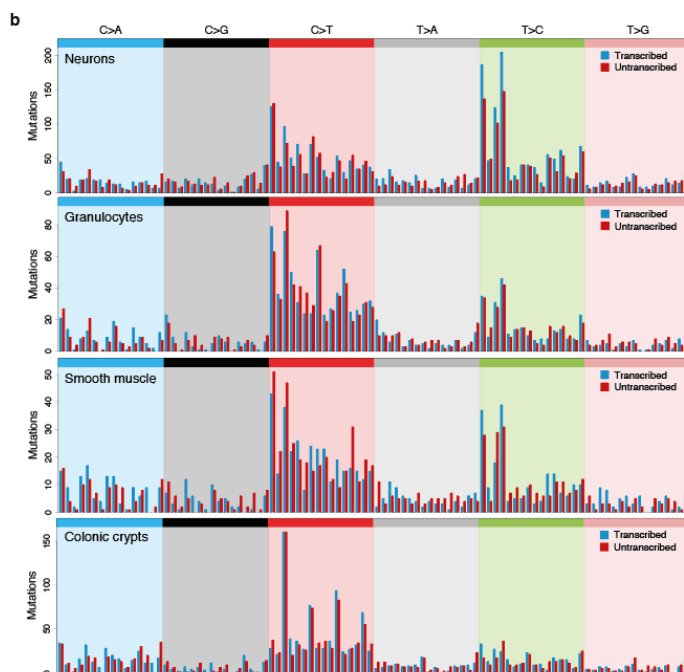 b
C>A C>G C>T T>A T>C T>G
Neurons
Transcribed
Untranscribed
Mutations
200
150
100
50
0
Granulocytes
Transcribed
Untranscribed
Mutations
80
60
40
20
0
Smooth muscle
Transcribed
Untranscribed
Mutations
50
40
30
20
10
0
Colonic crypts
Transcribed
Untranscribed
Mutations
150
100
50
0